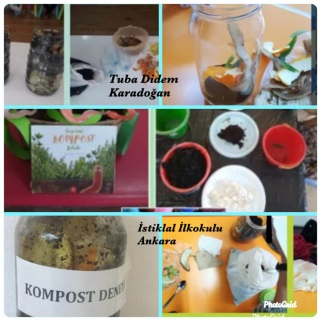 Tuba Didem
Karadoğan
KOMPOST
İstiklal İlkokulu
Ankara
KOMPOST DENE
PhotoGrid